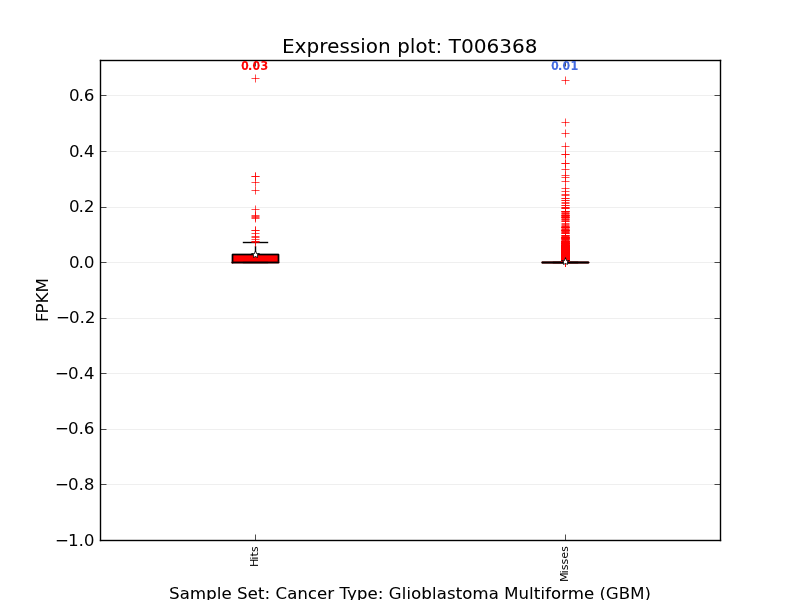 Expression plot: T006368
0.03
0.01
0.6
0.4
0.2
0.0
−0.2
−0.4
−0.6
−0.8
−1.0
FPKM
Hits
Misses
Sample Set: Cancer Type: Glioblastoma Multiforme (GBM)